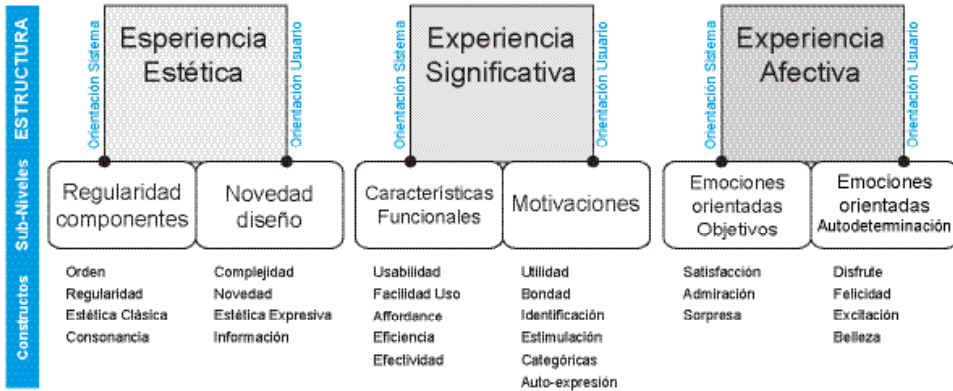 ESTRUCTURA
Orientación Sistema
Esperiencia
Estética
Orientación Usuario
Orientación Sistema
Experiencia
Significativa
Orientación Usuario
Orientación Sistema
Experiencia
Afectiva
Orientación Usuario
Sub-Niveles
Regularidad
componentes
Novedad
diseño
Características
Funcionales
Motivaciones
Emociones
orientadas
Objetivos
Emociones
orientadas
Autodeterminación
Constructos
Orden
Regularidad
Estética Clásica
Consonancia
Complejidad
Novedad
Estética Expresiva
Información
Usabilidad
Facilidad Uso
Affordance
Eficiencia
Efectividad
Utilidad
Bondad
Identificación
Estimulación
Categóricas
Auto-expresión
Satisfacción
Admiración
Sorpresa
Disfrute
Felicidad
Excitación
Belleza